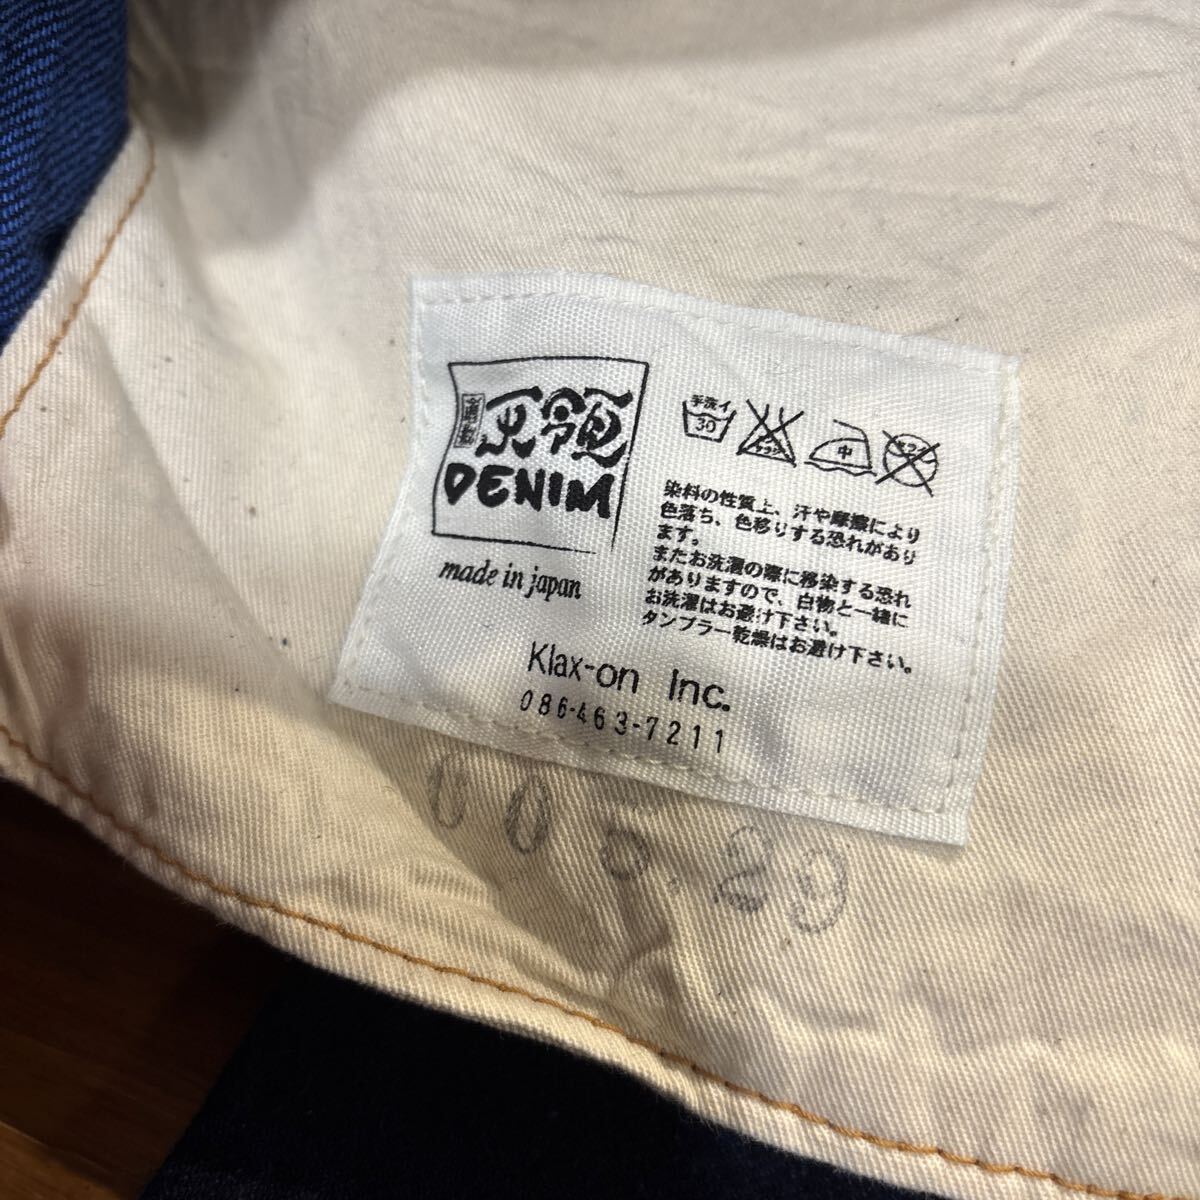 DENIM
made in japan
手洗イ
30
中
染料の性質上、汗や摩擦により
色落ち、色移りする恐れがあり
ます。
またお洗濯の際に移染する恐れ
がありますので、白物と一緒に
お洗濯はお避け下さい。
タンブラー乾燥はお避け下さい。
Klax-on Inc.
086-463-7211
005.29